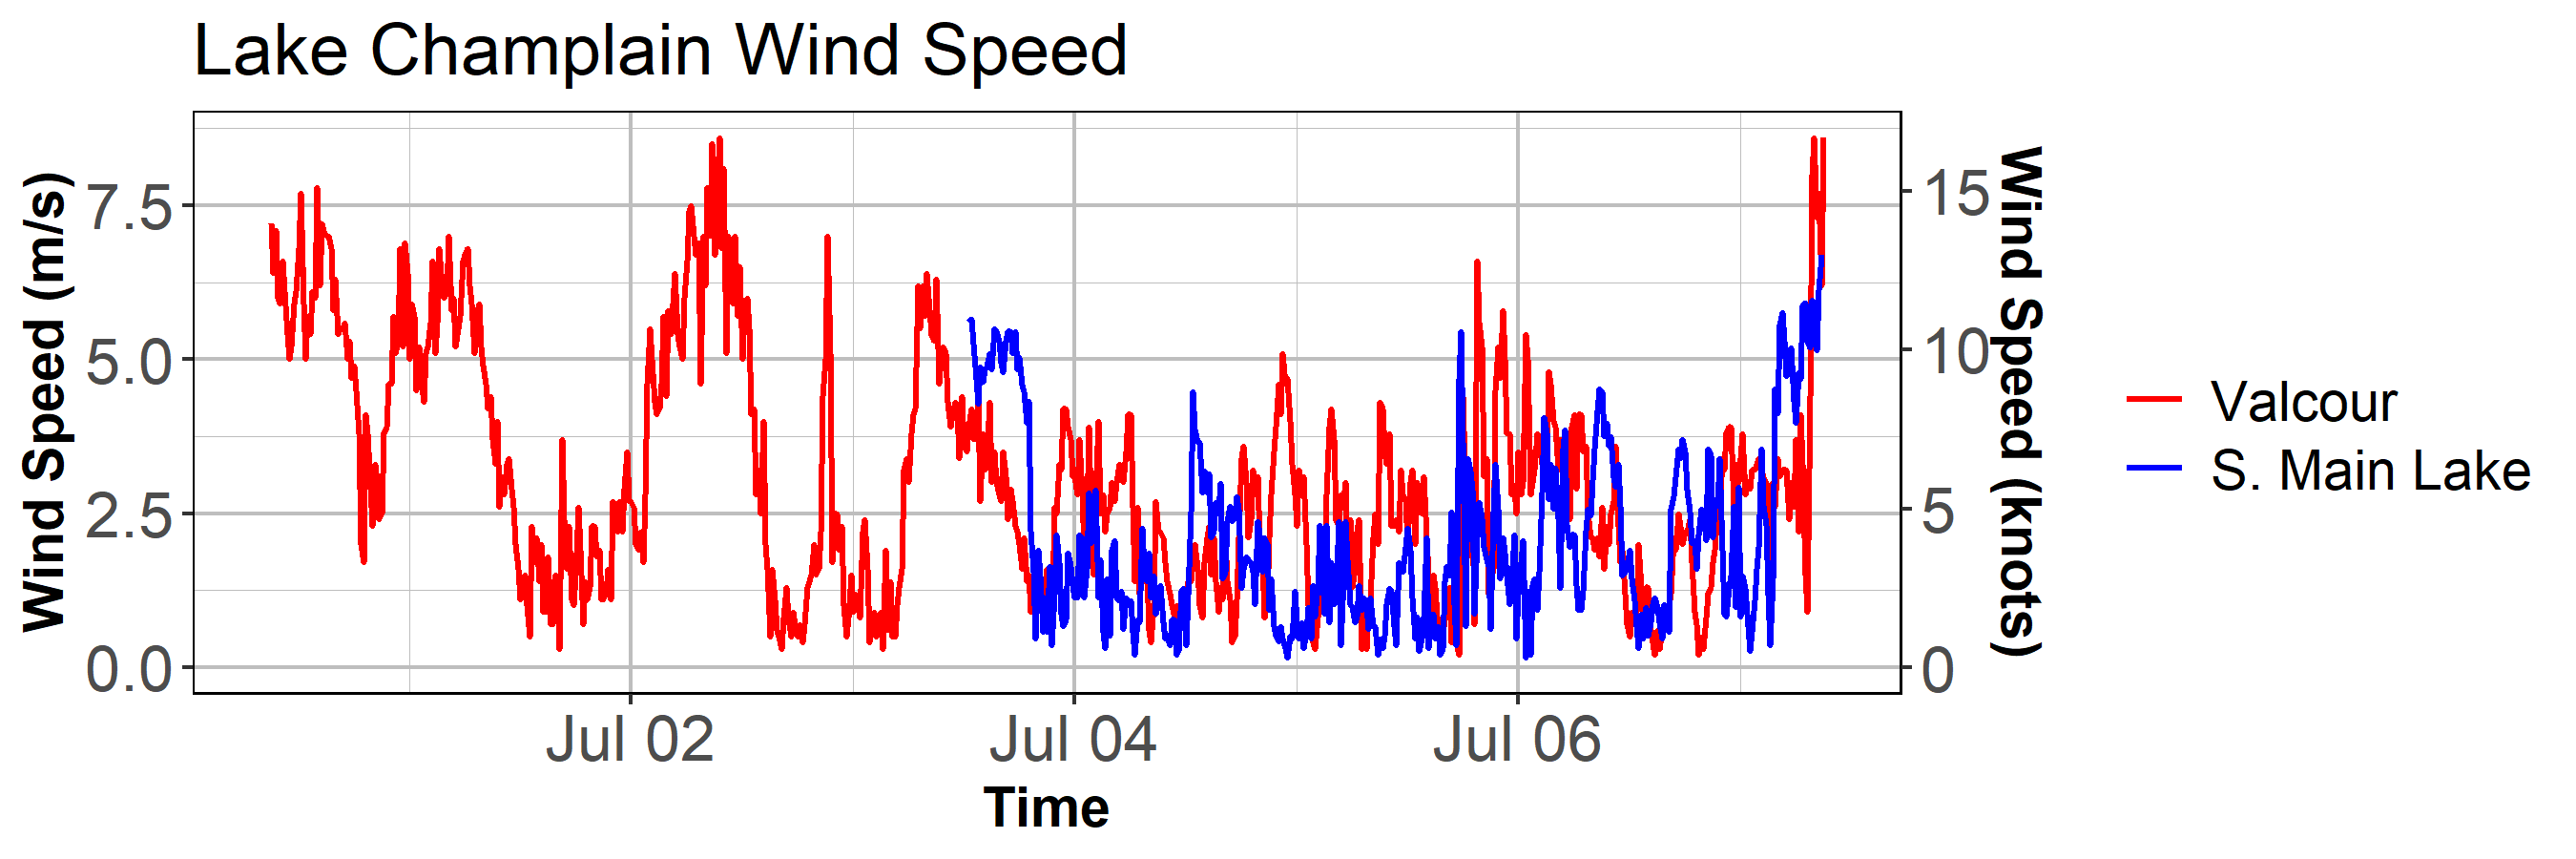 Lake Champlain Wind Speed
Wind Speed (m/s)
7.5
5.0
2.5
0.0
15
10
5
0
Wind Speed (knots)
Jul 02
Jul 04
Jul 06
Time
Valcour
S. Main Lake